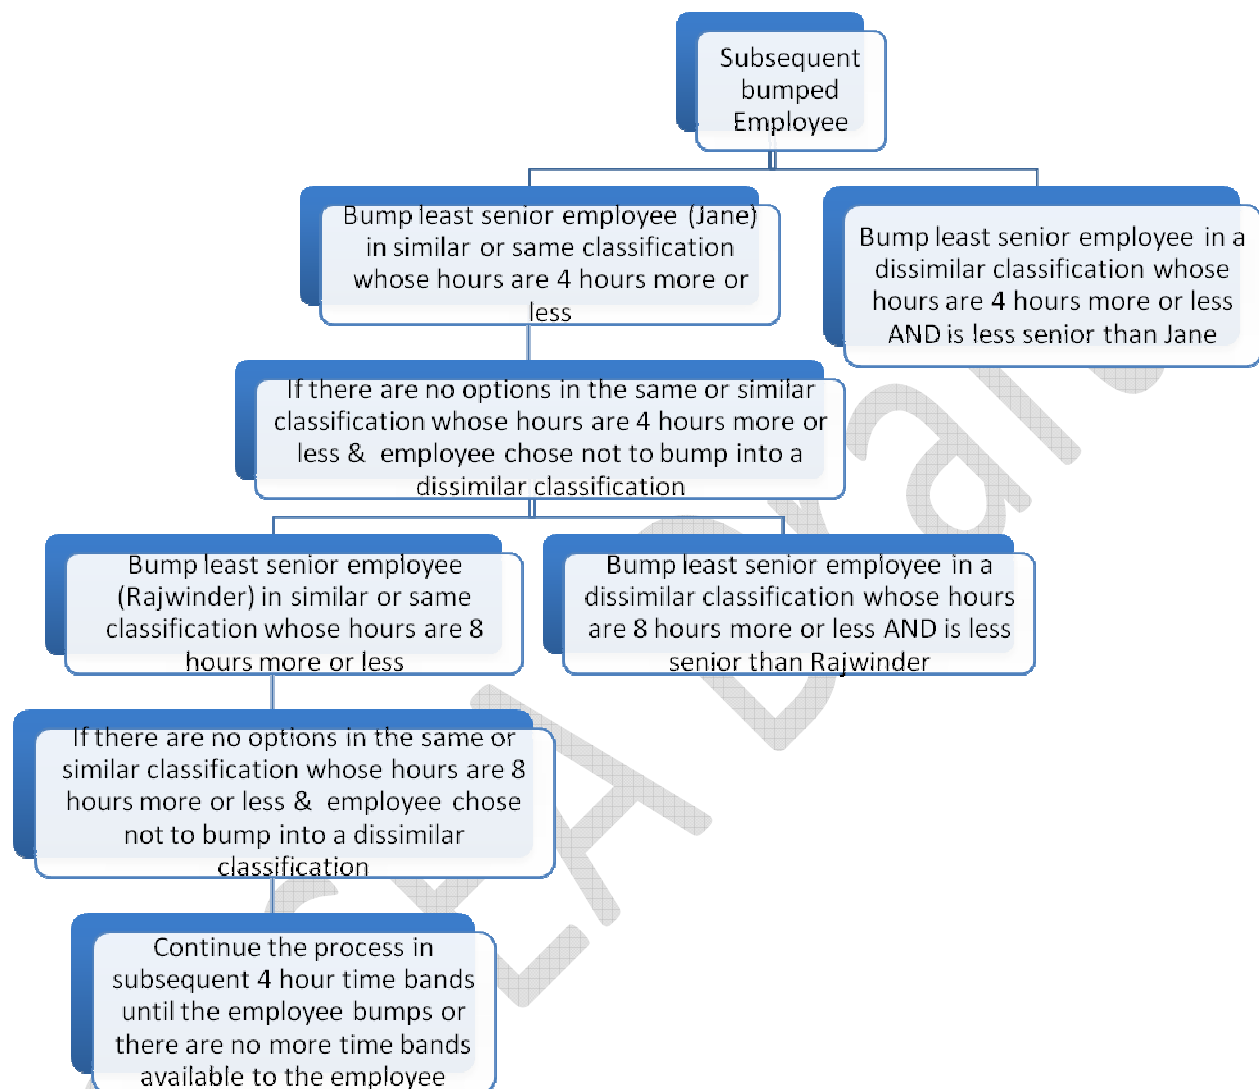 Subsequent
bumped
Employee
Bump least senior employee (Jane)
in similar or same classification
whose hours are 4 hours more or
less
Bump least senior employee in a
dissimilar classification whose
hours are 4 hours more or less
AND is less senior than Jane
If there are no options in the same or similar
classification whose hours are 4 hours more or
less & employee chose not to bump into a
dissimilar classification
Bump least senior employee
(Rajwinder) in similar or same
classification whose hours are 8
hours more or less
Bump least senior employee in a
dissimilar classification whose hours
are 8 hours more or less AND is less
senior than Rajwinder
If there are no options in the same or
similar classification whose hours are 8
hours more or less & employee chose
not to bump into a dissimilar
classification
Continue the process in
subsequent 4 hour time bands
until the employee bumps or
there are no more time bands
available to the employee